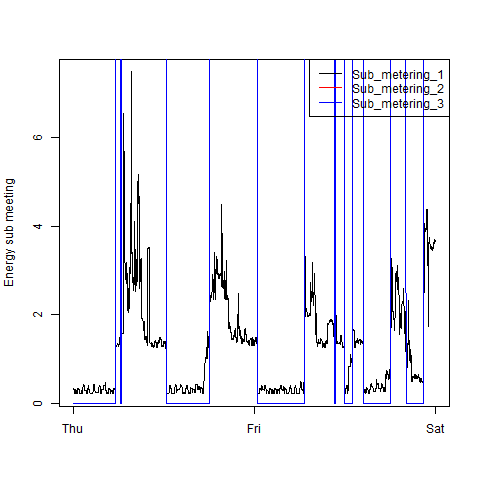 Sub_metering_1
Sub_metering_2
Sub_metering_3
Energy sub meeting
6
4
2
0
Thu
Fri
Sat